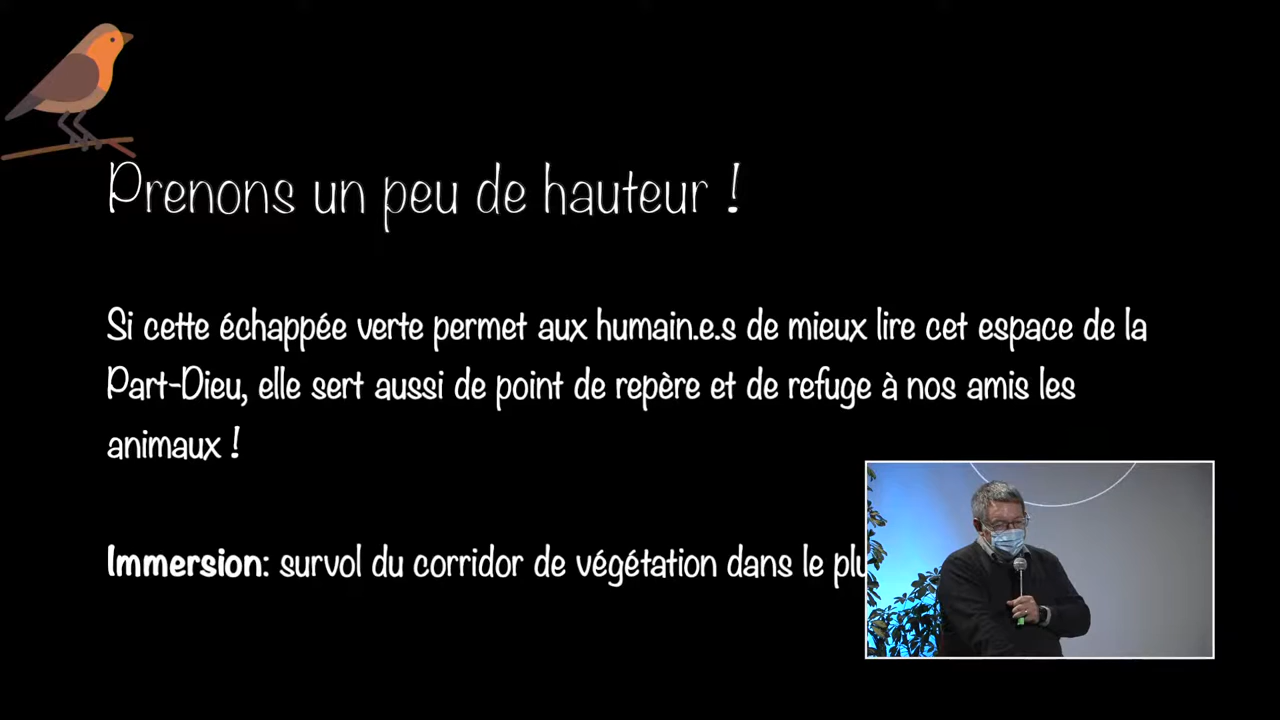 Prenons un peu de hauteur !
Si cette échappée verte permet aux humain.e.s de mieux lire cet espace de la
Part-Dieu, elle sert aussi de point de repère et de refuge à nos amis les
animaux !
Immersion: survol du corridor de végétation dans le